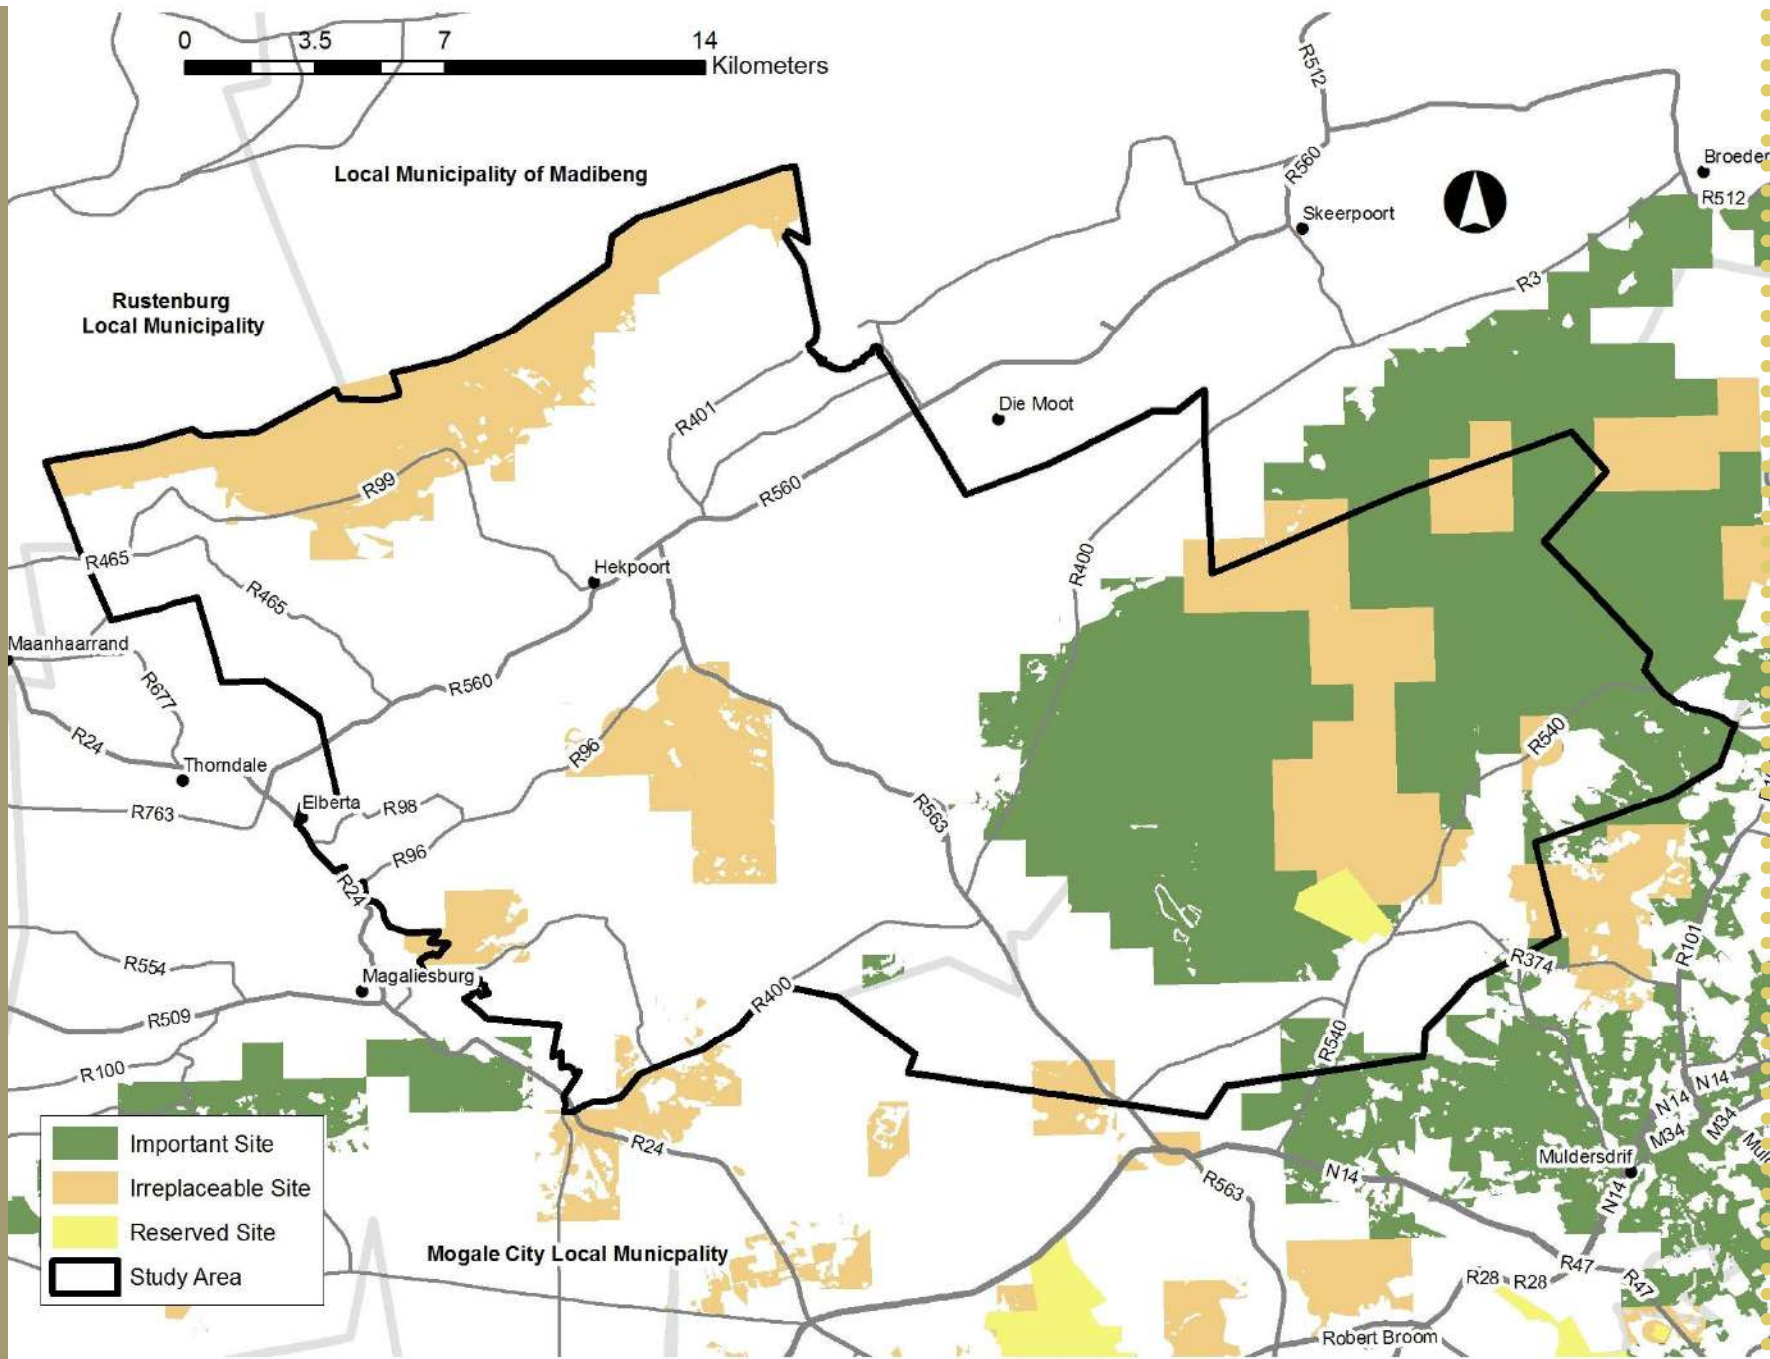 0 3.5 7 14
Kilometers
R512
Local Municipality of Madibeng
R560
Broeder
R512
Skeerpoort
Rustenburg
Local Municipality
R3
Die Moot
R401
R99
R560
R465
R400
Hekpoort
R465
Maanhaarrand
R677
R560
R24
R540
R96
Thorndale
Elberta
R98
R763
R563
R96
R24
R101
R554
Magaliesburg
R374
R400
R509
R540
R100
N14
N14
M34
M34
R24
Muldersdrif
N14
R563
N14
Important Site
Irreplaceable Site
Reserved Site
Study Area
Mogale City Local Municpality
R47
R28
R28
R47
Robert Broom